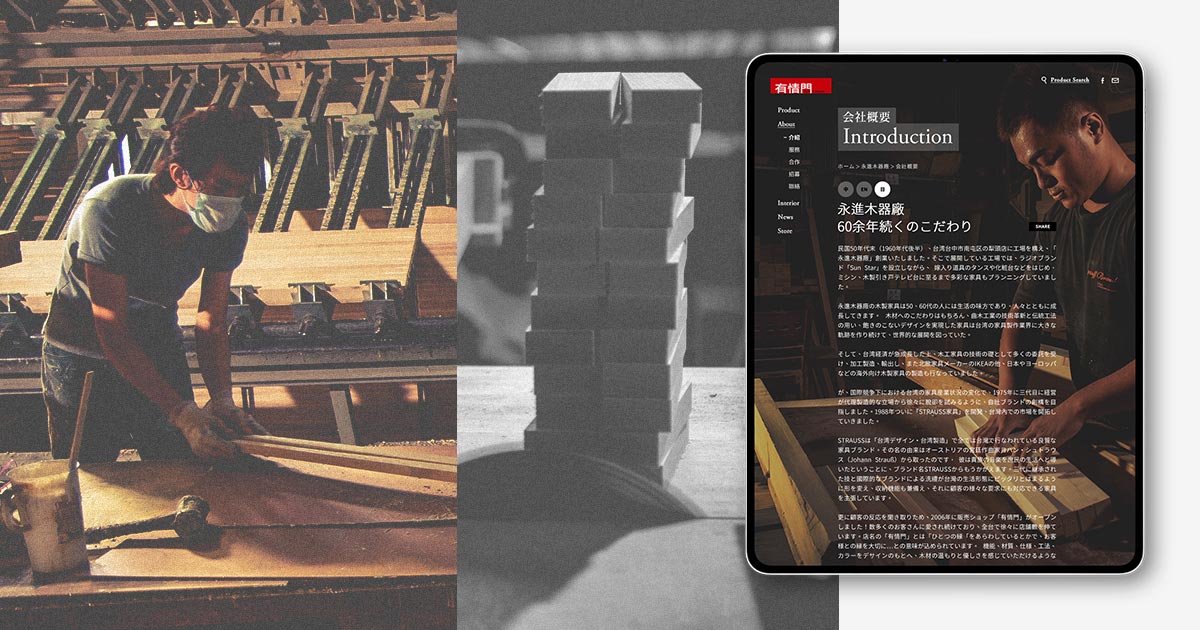 有情門
Product Search
Product
About
– 介紹
服務
合作
招募
聯絡
Interior
News
Store
会社概要
Introduction
ホーム > 永進木器廠 > 会社概要
EN
日
永進木器廠
60余年続くのこだわり
SHARE
民国50年代末（1960年代後半）、台湾台中市南屯区の犁頭店に工場を構え、「
永進木器廠」創業いたしました。そこで展開している工場では、ラジオブラン
ド「Sun Star」を設立しながら、 嫁入り道具のタンスや化粧台などをはじめ、
ミシン、木製引き戸テレビ台に至るまで多彩な家具もプランニングしていまし
た。
永進木器廠の木製家具は50、60代の人には生活の味方であり、人々とともに成
長してきます。 木材へのこだわりはもちろん、曲木工業の技術革新と伝統工法
の用い、飽きのこないデザインを実現した家具は台湾の家具製作業界に大きな
軌跡を作り続けて、世界的な展開を図っていた。
そして、台湾経済が急成長した上、木工家具の技術の礎として多くの委託を受
け、加工製造、輸出し、また北欧家具メーカーのIKEAの他、日本やヨーロッパ
などの海外向け木製家具の製造も行なっていました。
が、国際競争下における台湾の家具産業状況の変化で、1975年に三代目に経営
が代理製造的な立場から徐々に脱卻を試みるように、自社ブランドの創構を目
指しました。1988年ついに「STRAUSS家具」を開発、台灣內での市場を開拓し
ていきました。
STRAUSSは「台湾デザイン・台湾製造」で全ては台灣で行なわれている良質な
家具ブランド。その名の由来はオーストリアの宮廷作曲家ヨハン・シュトラウ
ス（Johann Strauß）から取ったのです。 彼は貴族の音楽を庶民の生活へと導
いたということに、ブランド名STRAUSSからもうかがえます。三代に継承され
た技と國際的なブランドによる洗練が台灣の生活形態にピッタリとはまるよう
に形を変え、収納機能も兼備え、それに顧客の様々な要求にも対応できる家具
を主張しています。
更に顧客の反応を聞き取りため、2006年に販売ショップ「有情門」がオープン
しました！数多くのお客さんに愛され続けており、全台で徐々に店舗数を伸て
います。店名の「有情門」とは「ひとつの縁「をあらわしているとかで、お客
様との縁を大切に…との意味が込められています。 機能、材質、仕様、工法、
カラーをデザインのもとへ、木材の温もりと優しさを感じていただけるような